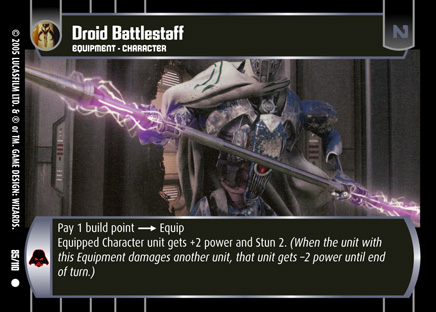 Droid Battlestaff
EQUIPMENT - CHARACTER
N
© 2005 LUCASFILM LTD. & ® or TM. GAME DESIGN: WIZARDS.
Pay 1 build point → Equip
Equipped Character unit gets +2 power and Stun 2. (When the unit with
this Equipment damages another unit, that unit gets -2 power until end
of turn.)